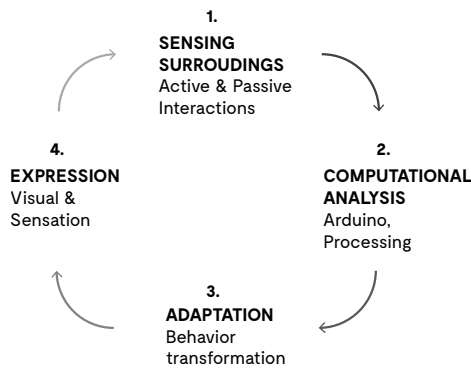 1.
SENSING
SURROUDINGS
Active & Passive
Interactions
2.
COMPUTATIONAL
ANALYSIS
Arduino,
Processing
3.
ADAPTATION
Behavior
transformation
4.
EXPRESSION
Visual &
Sensation